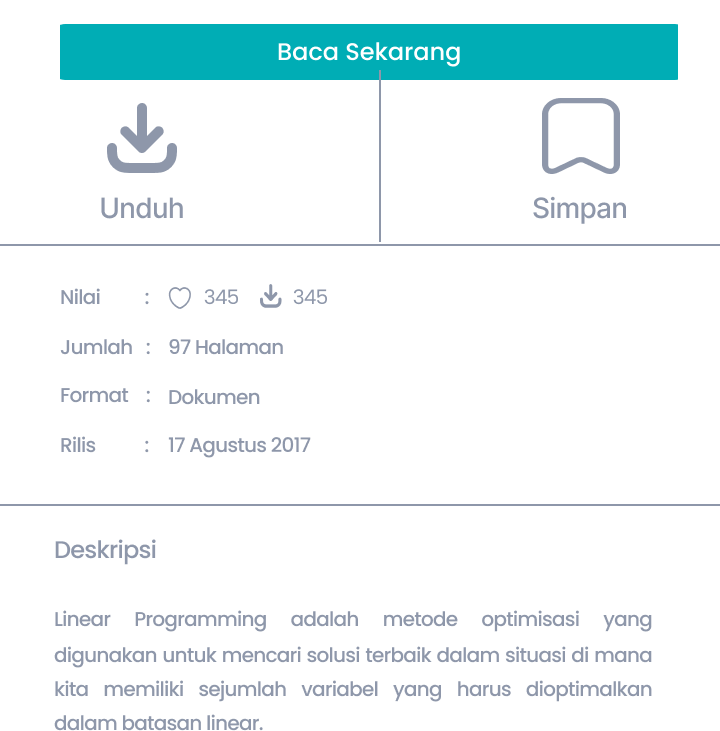 Baca Sekarang
Unduh
Simpan
Nilai : 345 345
Jumlah : 97 Halaman
Format : Dokumen
Rilis : 17 Agustus 2017
Deskripsi
Linear Programming adalah metode optimisasi yang
digunakan untuk mencari solusi terbaik dalam situasi di mana
kita memiliki sejumlah variabel yang harus dioptimalkan
dalam batasan linear.